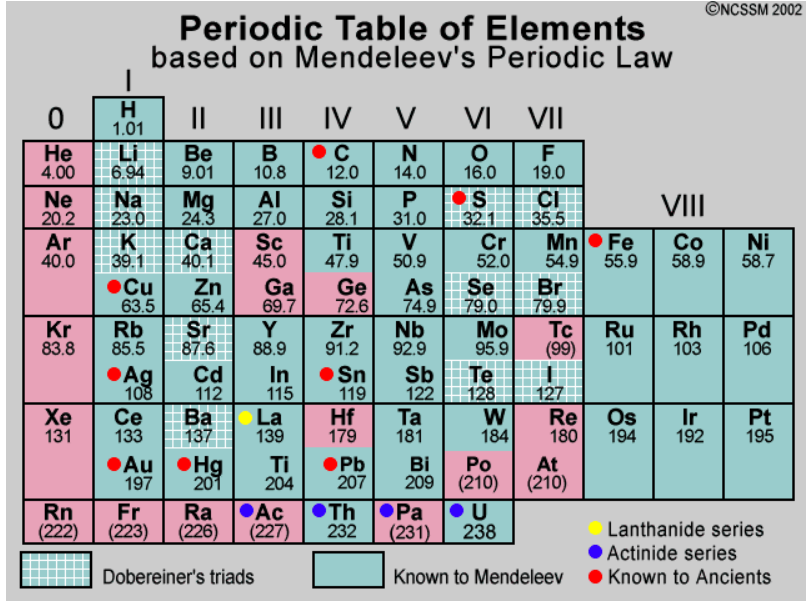 ©NCSSM 2002
Periodic Table of Elements
based on Mendeleev's Periodic Law
I
0 H II III IV V VI VII
1.01
He Li Be B C N O F
4.00 6.94 9.01 10.8 12.0 14.0 16.0 19.0
Ne Na Mg Al Si P S Cl VIII
20.2 23.0 24.3 27.0 28.1 31.0 32.1 35.5
Ar K Ca Sc Ti V Cr Mn Fe Co Ni
40.0 39.1 40.1 45.0 47.9 50.9 52.0 54.9 55.9 58.9 58.7
Cu Zn Ga Ge As Se Br
63.5 65.4 69.7 72.6 74.9 79.0 79.9
Kr Rb Sr Y Zr Nb Mo Tc Ru Rh Pd
83.8 85.5 87.6 88.9 91.2 92.9 95.9 (99) 101 103 106
Ag Cd In Sn Sb Te I
108 112 115 119 122 128 127
Xe Ce Ba La Hf Ta W Re Os Ir Pt
131 133 137 139 179 181 184 180 194 192 195
Au Hg Ti Pb Bi Po At
197 201 204 207 209 (210) (210)
Rn Fr Ra Ac Th Pa U
(222) (223) (226) (227) 232 (231) 238
Lanthanide series
Actinide series
Dobereiner's triads Known to Mendeleev Known to Ancients